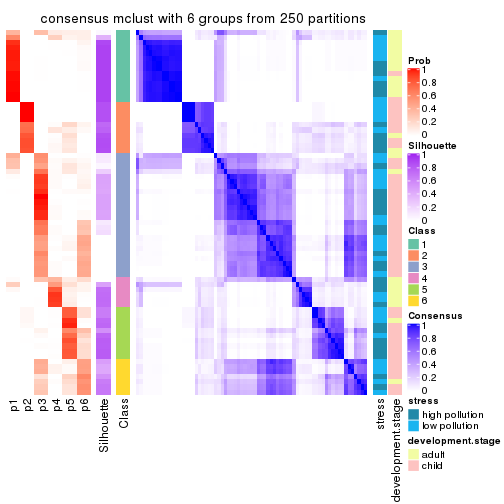 consensus mclust with 6 groups from 250 partitions
Prob
1
0.8
0.6
0.4
0.2
0
Silhouette
1
0.8
0.6
0.4
0.2
0
Class
1
2
3
4
5
6
Consensus
1
0.8
0.6
0.4
0.2
0
stress
high pollution
low pollution
development.stage
adult
child
p1
p2
p3
p4
p5
p6
Silhouette
Class
stress
development.stage